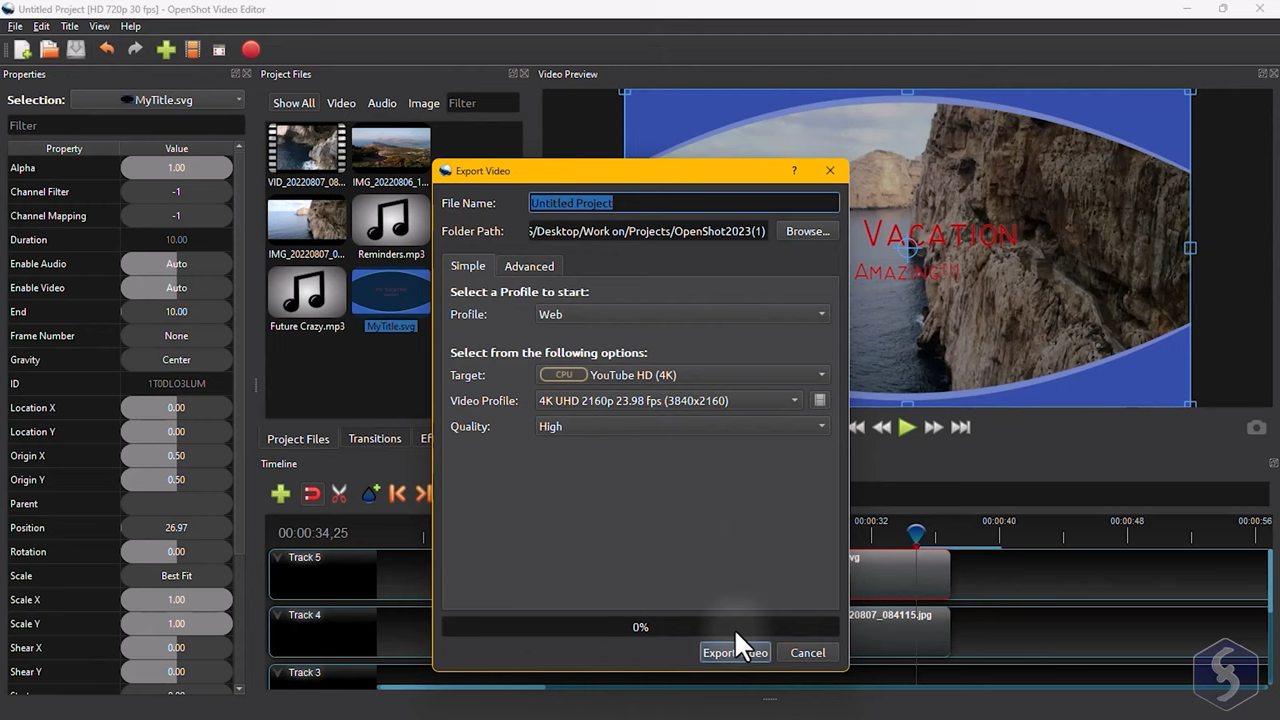 Untitled Project [HD 720p 30 fps] - OpenShot Video Editor
File Edit Title View Help
Properties
Project Files
Video Preview
Selection: MyTitle.svg
Show All Video Audio Image Filter
Filter
Property Value
Alpha 1.00
Channel Filter -1
Channel Mapping -1
Duration 10.00
Enable Audio Auto
Enable Video Auto
End 10.00
Frame Number None
Gravity Center
ID 1T0DLO3LUM
Location X 0.00
Location Y 0.00
Origin X 0.50
Origin Y 0.50
Parent
Position 26.97
Rotation 0.00
Scale Best Fit
Scale X 1.00
Scale Y 1.00
Shear X 0.00
Shear Y 0.00
VID_20220807_08... IMG_20220806_1...
IMG_20220807_0... Reminders.mp3
Future Crazy.mp3 MyTitle.svg
Project Files Transitions
Export Video
File Name: Untitled Project
Folder Path: /Desktop/Work on/Projects/OpenShot2023(1) Browse...
Simple Advanced
Select a Profile to start:
Profile: Web
Select from the following options:
Target: CPU YouTube HD (4K)
Video Profile: 4K UHD 2160p 23.98 fps (3840x2160)
Quality: High
0%
Cancel
Vacation
Amazing!!!
Timeline
00:00:34,25
00:00:32 00:00:40 00:00:48 00:00:56
Track 5
Track 4
20807_084115.jpg
Track 3